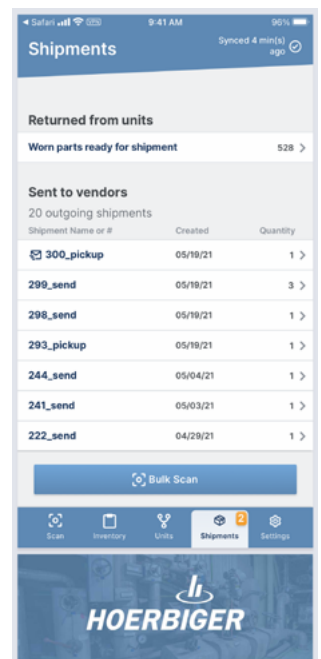 Safari VPN 9:41 AM 96%
Shipments
Synced 4 min(s)
ago
Returned from units
Worn parts ready for shipment 528
Sent to vendors
20 outgoing shipments
Shipment Name or # Created Quantity
300_pickup 05/19/21 1
299_send 05/19/21 3
298_send 05/19/21 1
293_pickup 05/19/21 1
244_send 05/04/21 1
241_send 05/03/21 1
222_send 04/29/21 1
Bulk Scan
2
Scan Inventory Units Shipments Settings
HOERBIGER